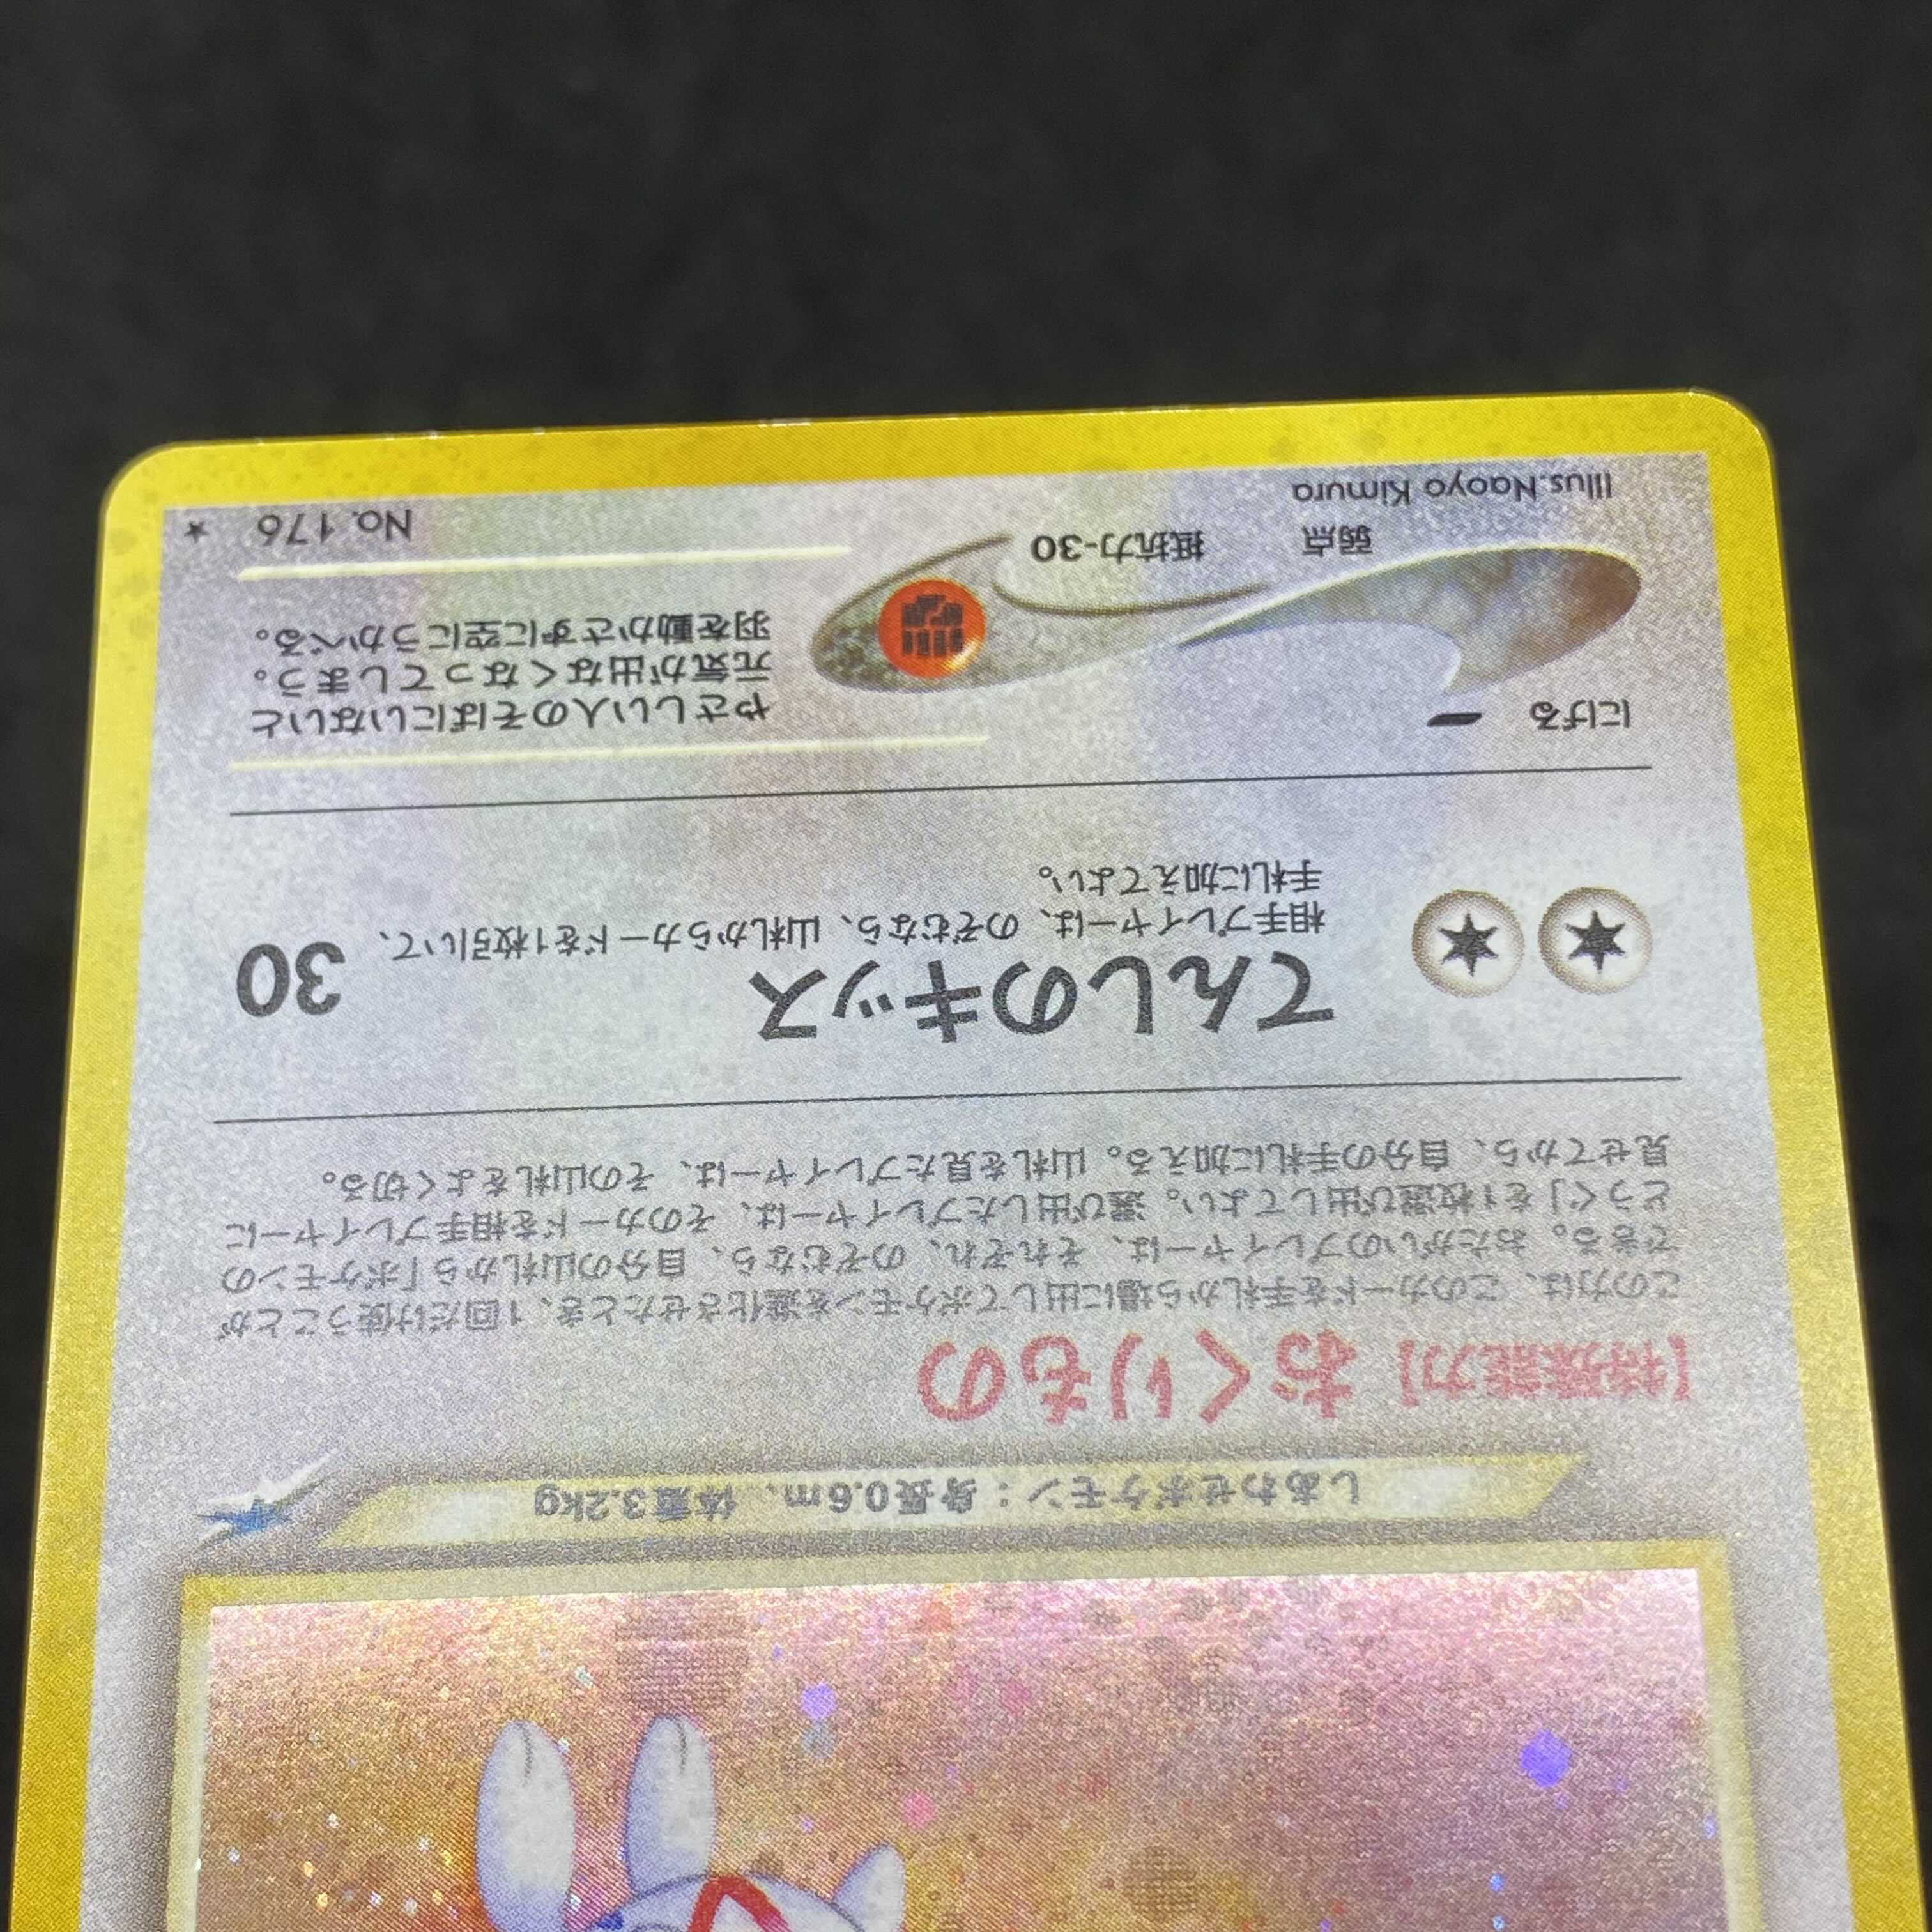 しあわせポケモン：身長0.6m、体重3.2kg
【特殊能力】おくりもの
この力は、このカードを手札から場に出してポケモンを進化させたとき、1回だけ使うことが
できる。おたがいのプレイヤーは、それぞれ、のぞむなら、自分の山札から「ポケモンの
どうぐ」を1枚選び出してよい。選び出したプレイヤーは、そのカードを相手プレイヤーに
見せてから、自分の手札に加える。山札を見たプレイヤーは、その山札をよく切る。
てんしのキッス 30
相手プレイヤーは、のぞむなら、山札からカードを1枚引いて、
手札に加えてよい。
にげる
やさしい人のそばにいないと
元気が出なくなってしまう。
羽を動かさずに空にうかべる。
弱点 抵抗力-30
Illus.Naoyo Kimura
No. 176 ★